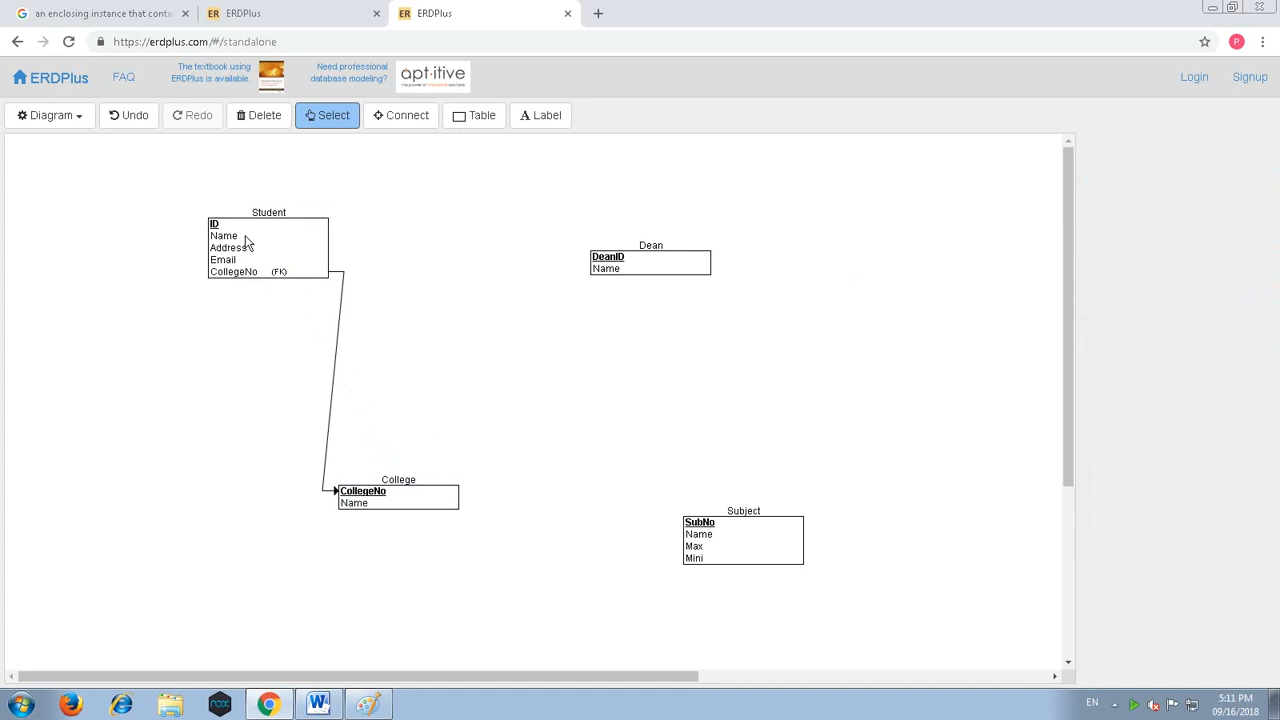 an enclosing instance that conta
ERDPlus
ERDPlus
https://erdplus.com/#/standalone
P
ERDPlus
FAQ
The textbook using
ERDPlus is available.
Need professional
database modeling?
apt·itive
Login
Signup
Diagram
Undo
Redo
Delete
Select
Connect
Table
A Label
Student
ID
Name
Address
Email
CollegeNo (FK)
Dean
DeanID
Name
College
CollegeNo
Name
Subject
SubNo
Name
Max
Mini
nox
EN
5:11 PM
09/16/2018